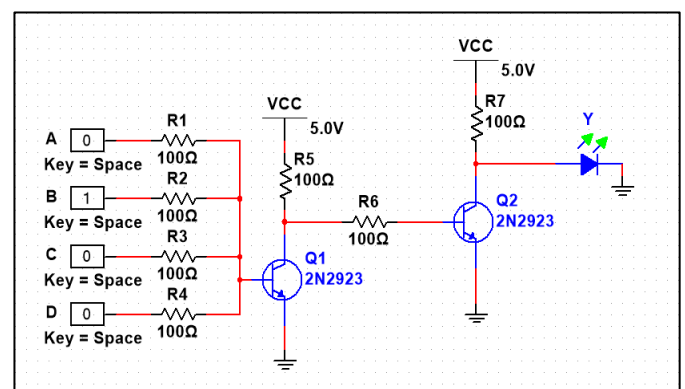 VCC
5.0V
R7
100Ω
Y
VCC
5.0V
R1
A 0
100Ω
Key = Space
R5
100Ω
R2
B 1
100Ω
Key = Space
R6
100Ω
Q2
2N2923
R3
C 0
100Ω
Key = Space
Q1
2N2923
R4
D 0
100Ω
Key = Space